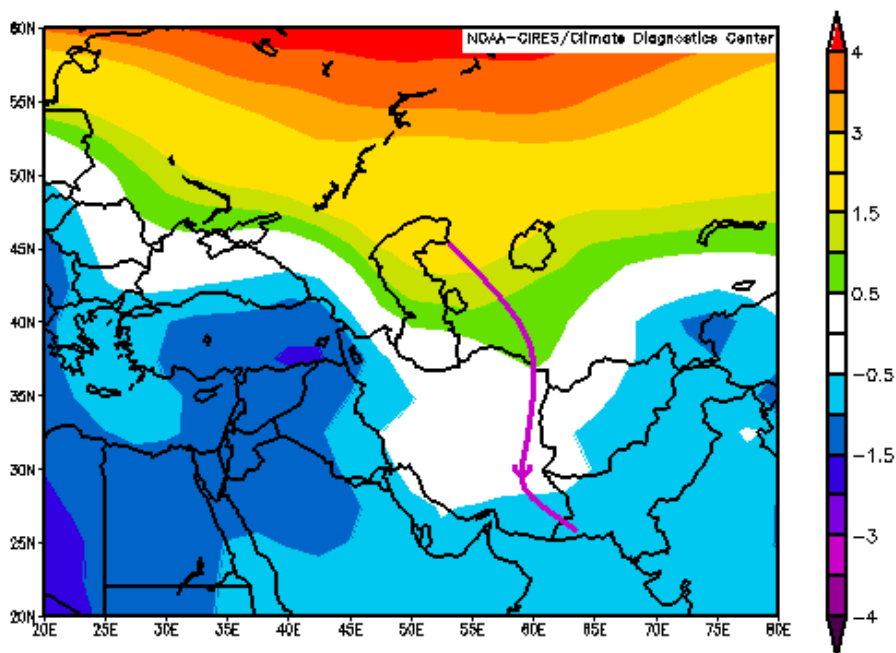 60N
NOAA-CIRES/Climate Diagnostics Center
55N
50N
45N
40N
35N
30N
25N
20N
20E 25E 30E 35E 40E 45E 50E 55E 60E 65E 70E 75E 80E
4
3
1.5
0.5
-0.5
-1.5
-3
-4